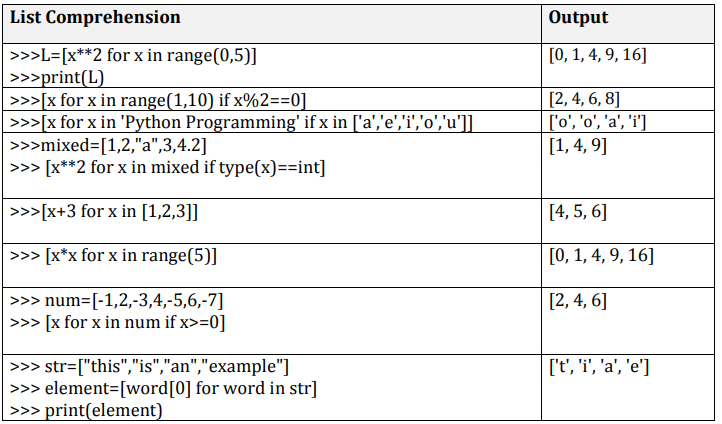 List Comprehension Output
>>>L=[x**2 for x in range(0,5)] [0, 1, 4, 9, 16]
>>>print(L)
>>>[x for x in range(1,10) if x%2==0] [2, 4, 6, 8]
>>>[x for x in 'Python Programming' if x in ['a','e','i','o','u']] ['o', 'o', 'a', 'i']
>>>mixed=[1,2,"a",3,4.2] [1, 4, 9]
>>> [x**2 for x in mixed if type(x)==int]
>>>[x+3 for x in [1,2,3]] [4, 5, 6]
>>> [x*x for x in range(5)] [0, 1, 4, 9, 16]
>>> num=[-1,2,-3,4,-5,6,-7] [2, 4, 6]
>>> [x for x in num if x>=0]
>>> str=["this","is","an","example"] ['t', 'i', 'a', 'e']
>>> element=[word[0] for word in str]
>>> print(element)